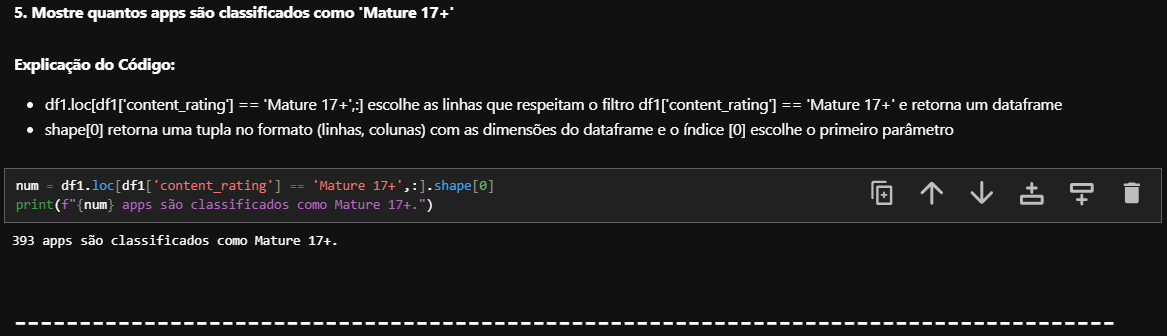 5. Mostre quantos apps são classificados como 'Mature 17+'
Explicação do Código:
• df1.loc[df1['content_rating'] == 'Mature 17+',:] escolhe as linhas que respeitam o filtro df1['content_rating'] == 'Mature 17+' e retorna um dataframe
• shape[0] retorna uma tupla no formato (linhas, colunas) com as dimensões do dataframe e o índice [0] escolhe o primeiro parâmetro
num = df1.loc[df1['content_rating'] == 'Mature 17+',:].shape[0]
print(f"{num} apps são classificados como Mature 17+.")
393 apps são classificados como Mature 17+.